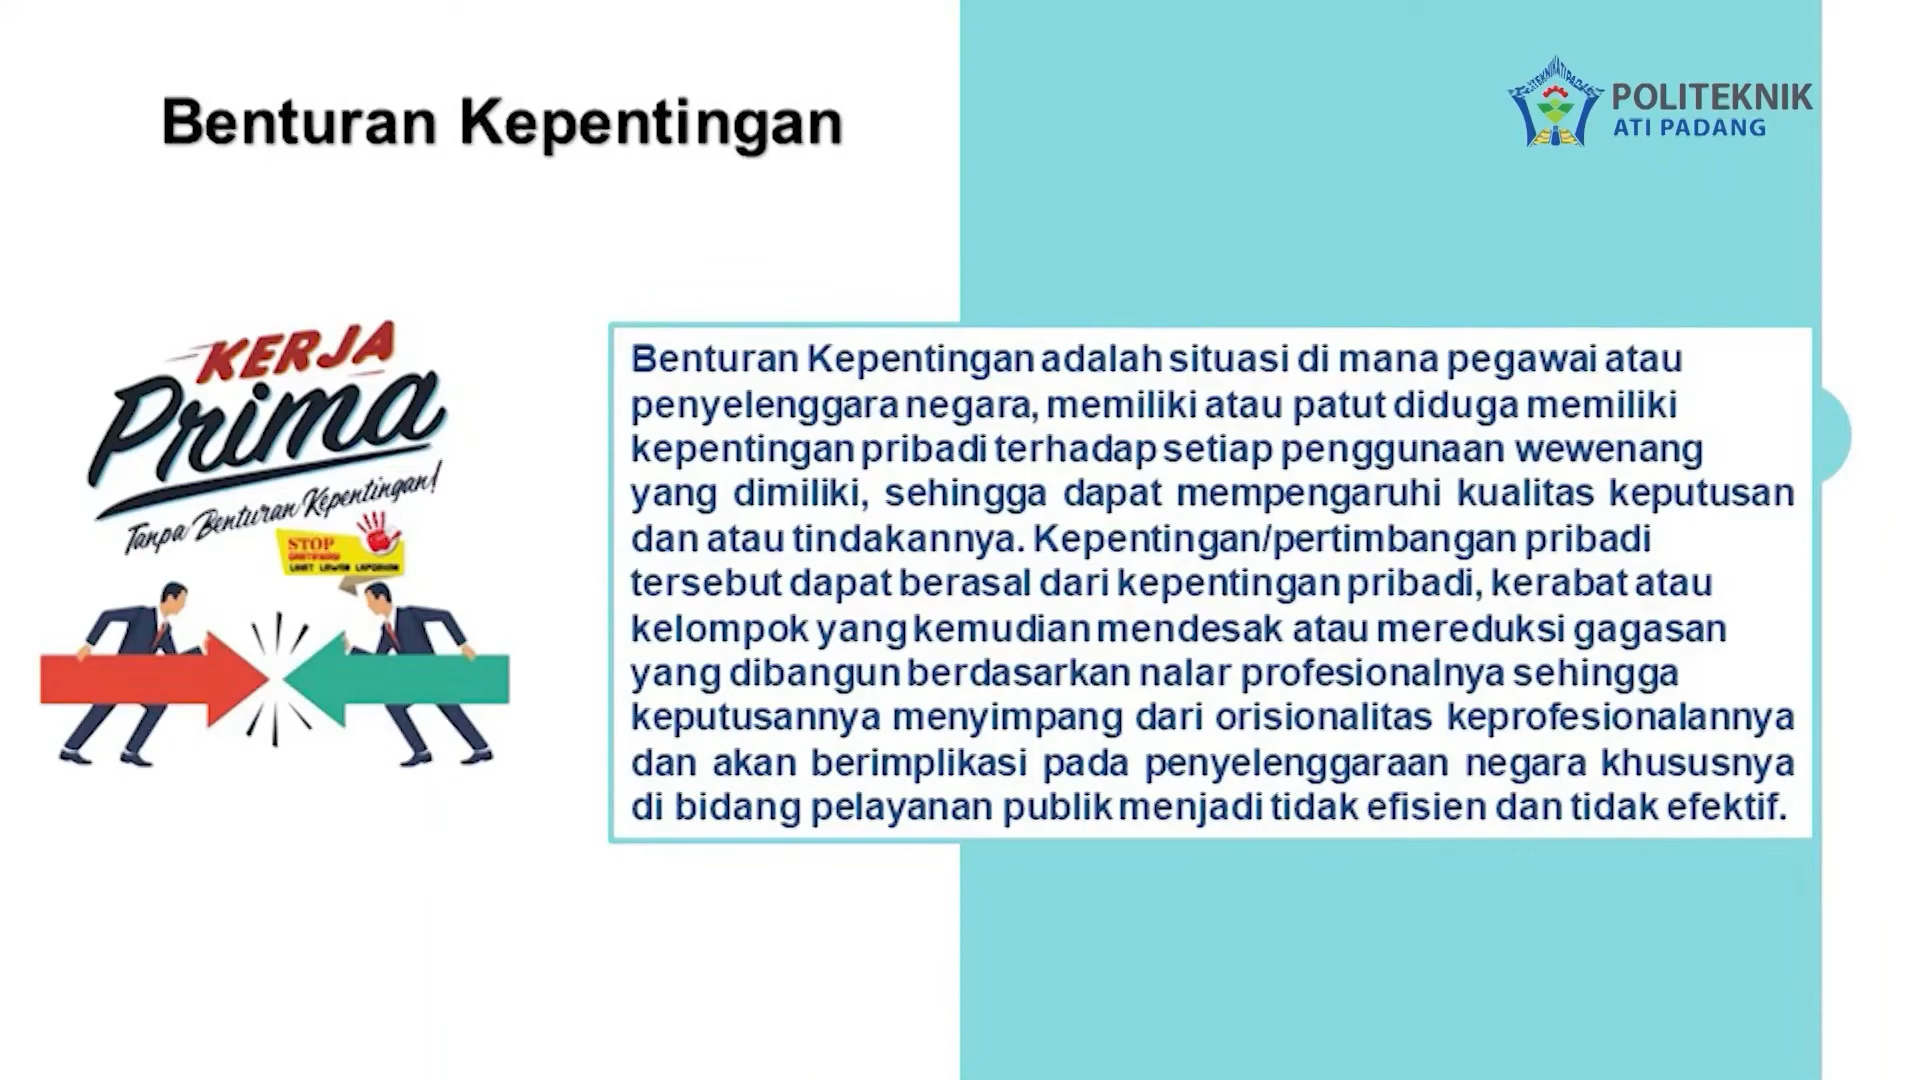 Benturan Kepentingan
POLITEKNIK
ATI PADANG
KERJA
Prima
Tanpa Benturan Kepentingan!
STOP
GRATIFIKASI
LIHAT LAWAN LAPORKAN
Benturan Kepentingan adalah situasi di mana pegawai atau
penyelenggara negara, memiliki atau patut diduga memiliki
kepentingan pribadi terhadap setiap penggunaan wewenang
yang dimiliki, sehingga dapat mempengaruhi kualitas keputusan
dan atau tindakannya. Kepentingan/pertimbangan pribadi
tersebut dapat berasal dari kepentingan pribadi, kerabat atau
kelompok yang kemudian mendesak atau mereduksi gagasan
yang dibangun berdasarkan nalar profesionalnya sehingga
keputusannya menyimpang dari orisionalitas keprofesionalannya
dan akan berimplikasi pada penyelenggaraan negara khususnya
di bidang pelayanan publik menjadi tidak efisien dan tidak efektif.